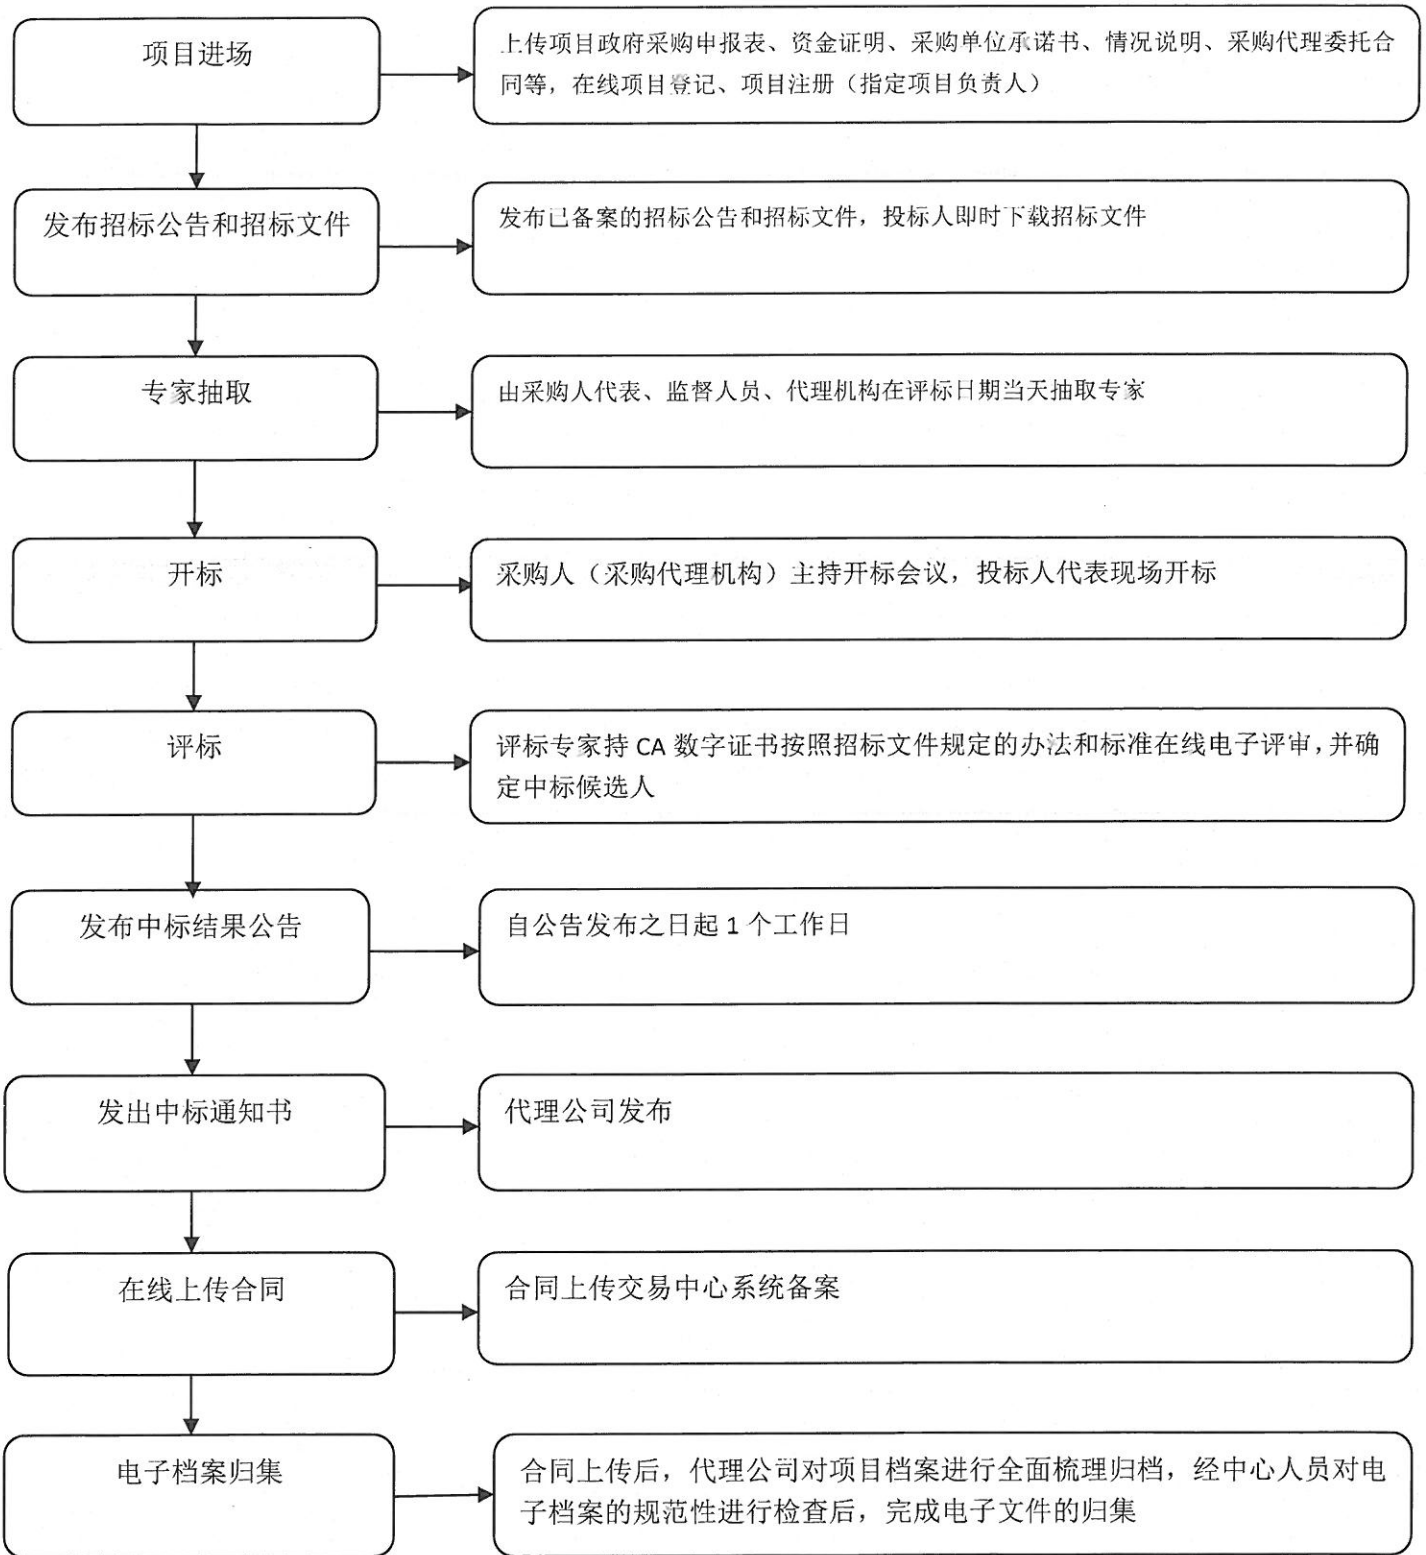 项目进场
上传项目政府采购申报表、资金证明、采购单位承诺书、情况说明、采购代理委托合
同等，在线项目登记、项目注册（指定项目负责人）
发布招标公告和招标文件
发布已备案的招标公告和招标文件，投标人即时下载招标文件
专家抽取
由采购人代表、监督人员、代理机构在评标日期当天抽取专家
开标
采购人（采购代理机构）主持开标会议，投标人代表现场开标
评标
评标专家持 CA 数字证书按照招标文件规定的办法和标准在线电子评审，并确
定中标候选人
发布中标结果公告
自公告发布之日起 1 个工作日
发出中标通知书
代理公司发布
在线上传合同
合同上传交易中心系统备案
电子档案归集
合同上传后，代理公司对项目档案进行全面梳理归档，经中心人员对电
子档案的规范性进行检查后，完成电子文件的归集